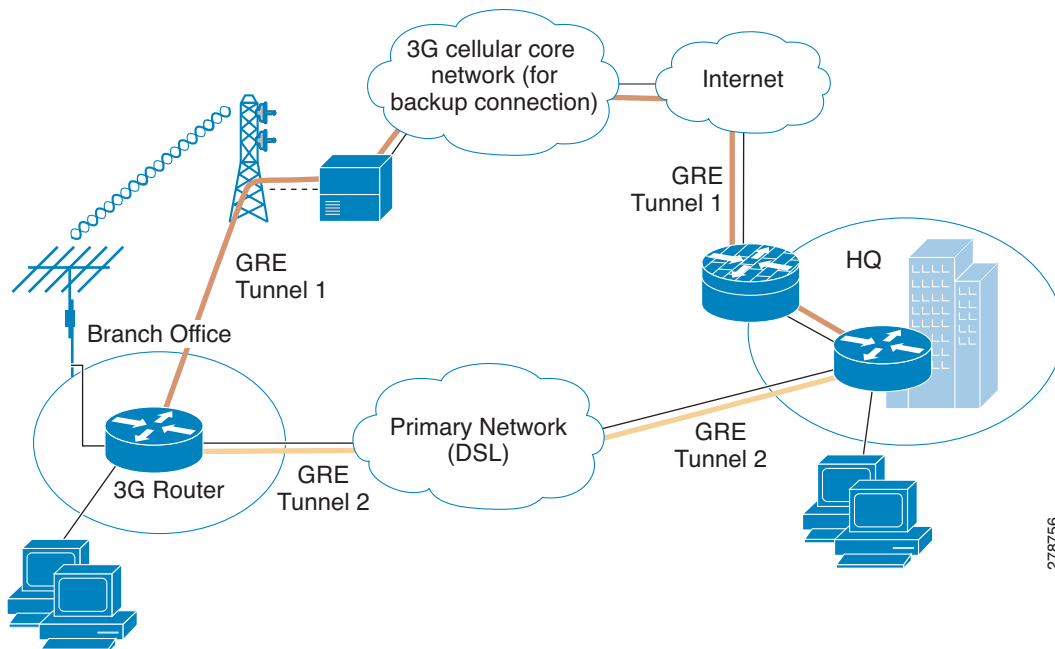 3G cellular core
network (for
backup connection)
Internet
GRE
Tunnel 1
GRE
Tunnel 1
HQ
Branch Office
Primary Network
(DSL)
GRE
Tunnel 2
3G Router
GRE
Tunnel 2
278756